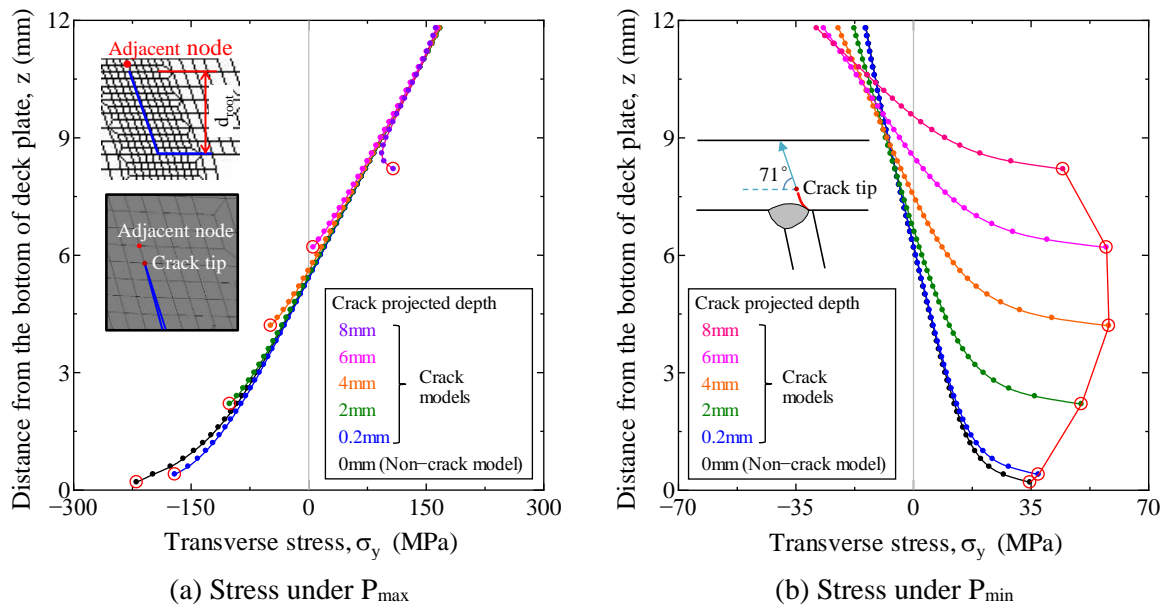 Distance from the bottom of deck plate, z (mm)
12
9
6
3
0
−300
−150
0
150
300
Transverse stress, σy (MPa)
Adjacent node
d_root
Adjacent node
Crack tip
Crack projected depth
8mm
6mm
4mm
2mm
0.2mm
Crack
models
0mm (Non−crack model)
(a) Stress under Pmax
Distance from the bottom of deck plate, z (mm)
12
9
6
3
0
−70
−35
0
35
70
Transverse stress, σy (MPa)
71°
Crack tip
Crack projected depth
8mm
6mm
4mm
2mm
0.2mm
Crack
models
0mm (Non−crack model)
(b) Stress under Pmin